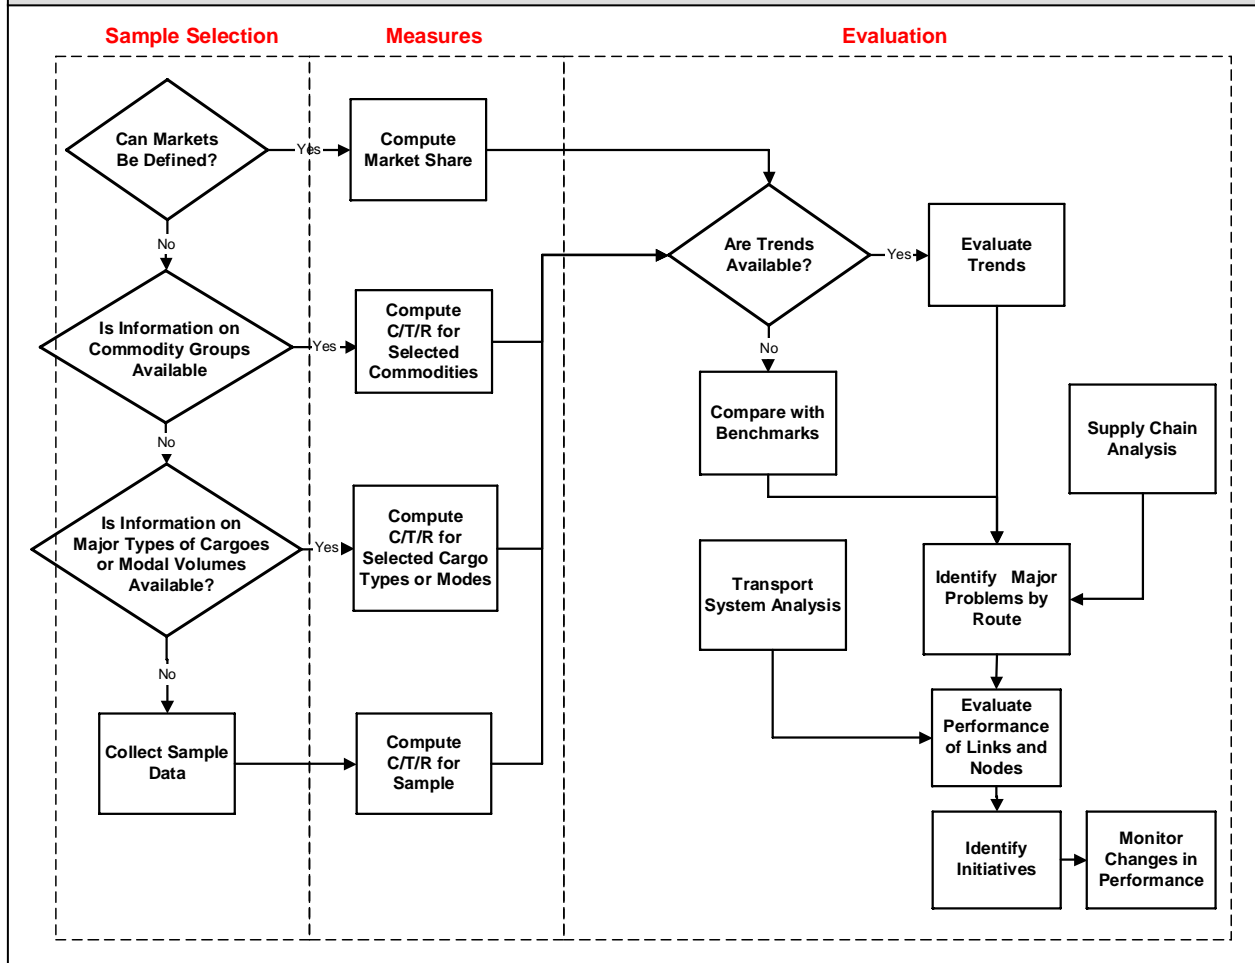 Sample Selection
Measures
Evaluation
Can Markets
Be Defined?
Yes
Compute
Market Share
No
Is Information on
Commodity Groups
Available
Yes
Compute
C/T/R for
Selected
Commodities
No
Is Information on
Major Types of Cargoes
or Modal Volumes
Available?
Yes
Compute
C/T/R for
Selected Cargo
Types or Modes
No
Collect Sample
Data
Compute
C/T/R for
Sample
Are Trends
Available?
Yes
Evaluate
Trends
No
Compare with
Benchmarks
Supply Chain
Analysis
Transport
System Analysis
Identify Major
Problems by
Route
Evaluate
Performance
of Links and
Nodes
Identify
Initiatives
Monitor
Changes in
Performance